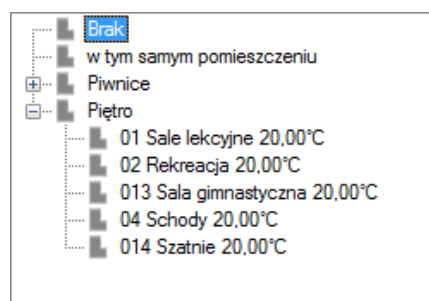 Brak
w tym samym pomieszczeniu
Piwnice
Piętro
01 Sale lekcyjne 20,00°C
02 Rekreacja 20,00°C
013 Sala gimnastyczna 20,00°C
04 Schody 20,00°C
014 Szatnie 20,00°C